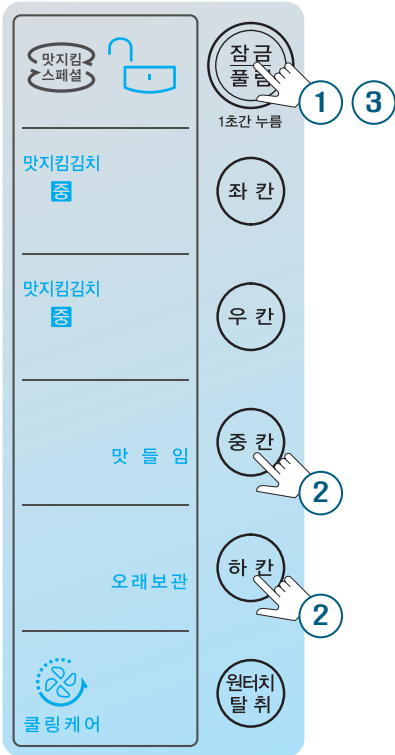 맛지킴
스페셜
잠금
풀림
1초간 누름
① ③
맛지킴김치
중
좌 칸
맛지킴김치
중
우 칸
맛 들 임
중 칸
②
오래보관
하 칸
②
쿨링케어
원터치
탈 취